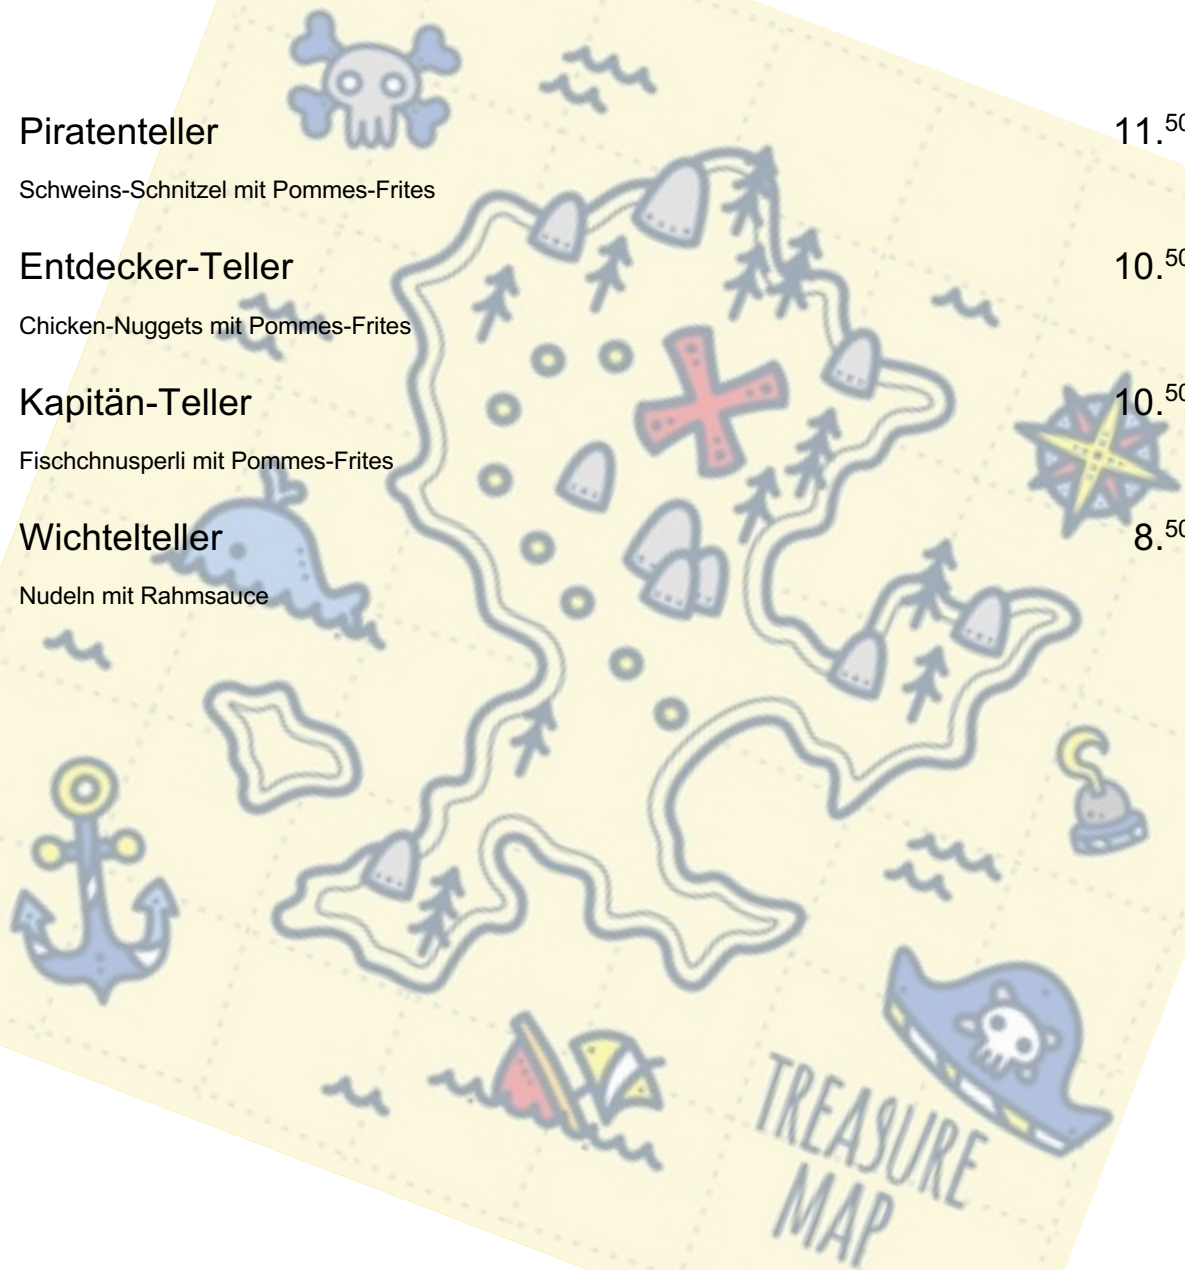 Piratenteller 11.50
Schweins-Schnitzel mit Pommes-Frites
Entdecker-Teller 10.50
Chicken-Nuggets mit Pommes-Frites
Kapitän-Teller 10.50
Fischchnusperli mit Pommes-Frites
Wichtelteller 8.50
Nudeln mit Rahmsauce
TREASURE
MAP